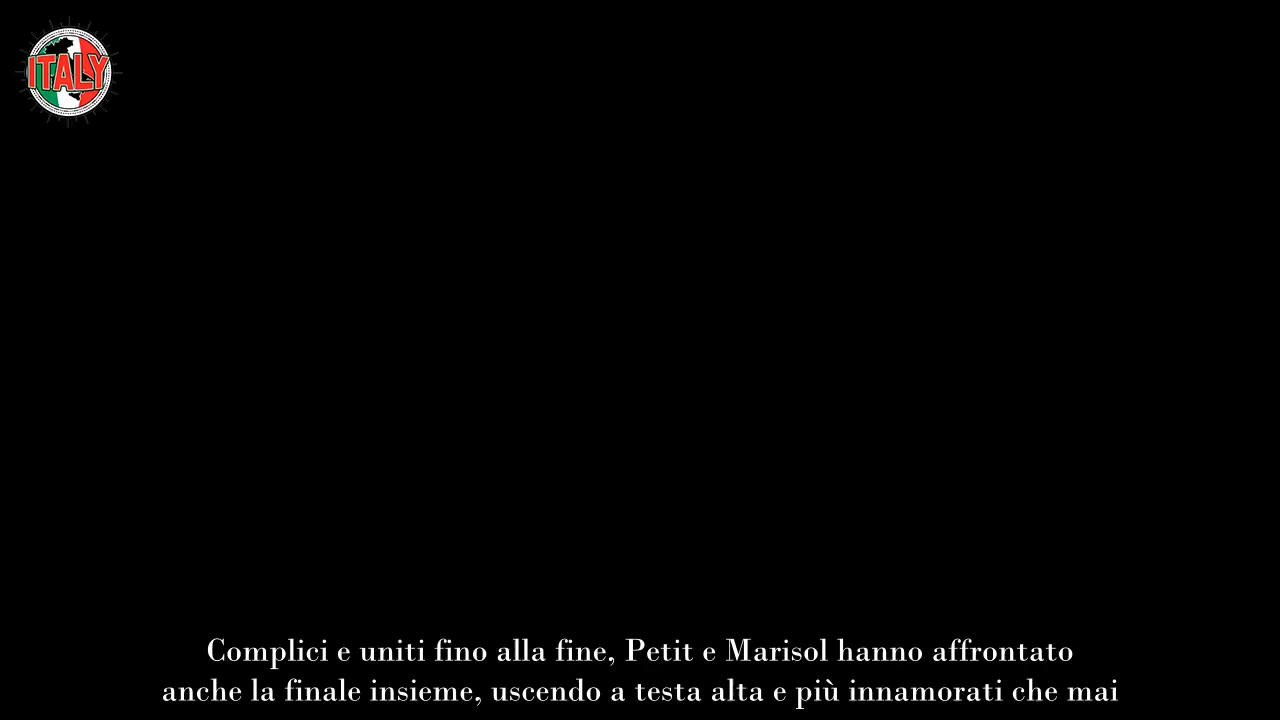 ITALY
Complici e uniti fino alla fine, Petit e Marisol hanno affrontato
anche la finale insieme, uscendo a testa alta e più innamorati che mai